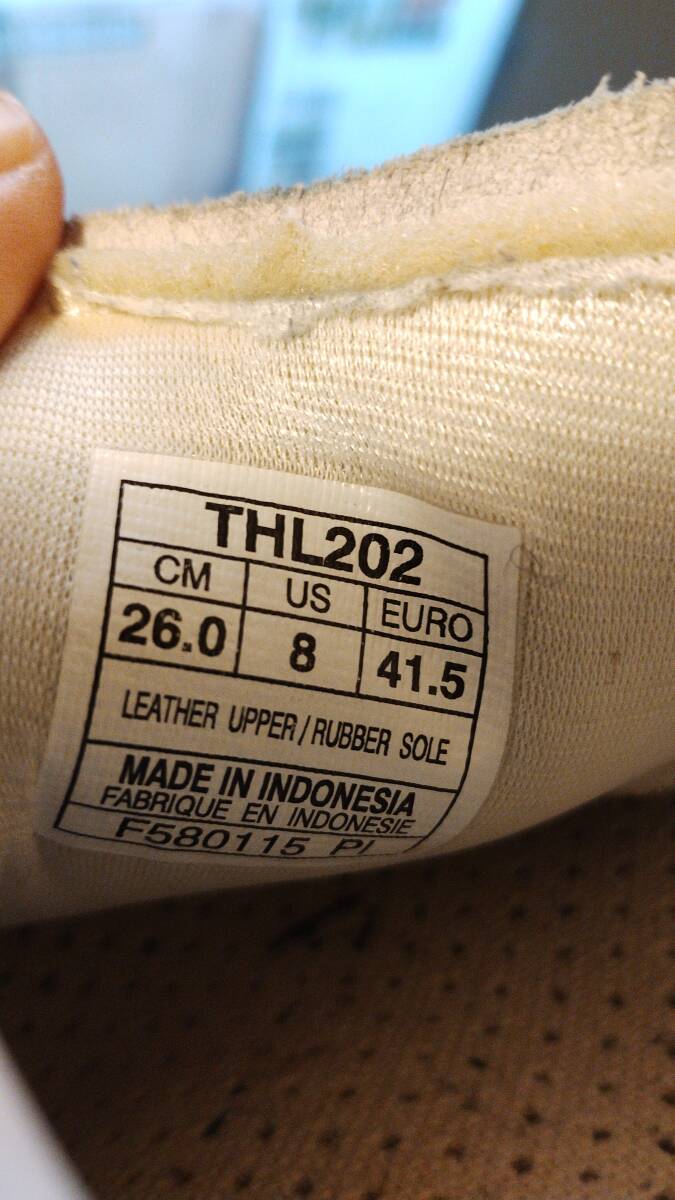 THL202
CM US EURO
26.0 8 41.5
LEATHER UPPER / RUBBER SOLE
MADE IN INDONESIA
FABRIQUE EN INDONESIE
F580115 PI